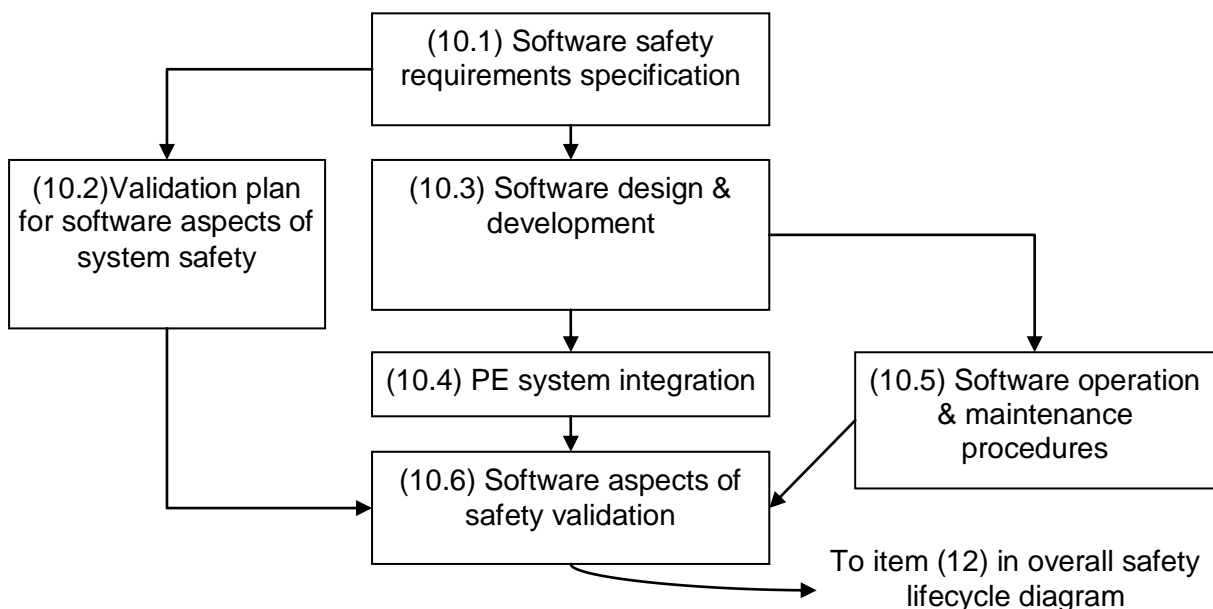 (10.1) Software safety
requirements specification
(10.2)Validation plan
for software aspects of
system safety
(10.3) Software design &
development
(10.4) PE system integration
(10.5) Software operation
& maintenance
procedures
(10.6) Software aspects of
safety validation
To item (12) in overall safety
lifecycle diagram